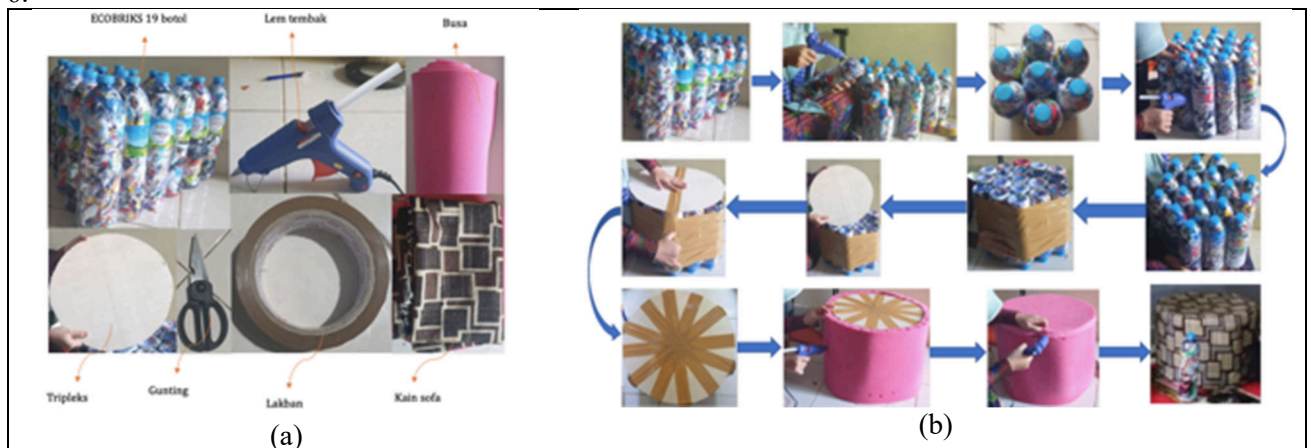 ECOBRIKS 19 botol
Lem tembak
Busa
Tripleks
Gunting
Lakban
Kain sofa
(a)
(b)